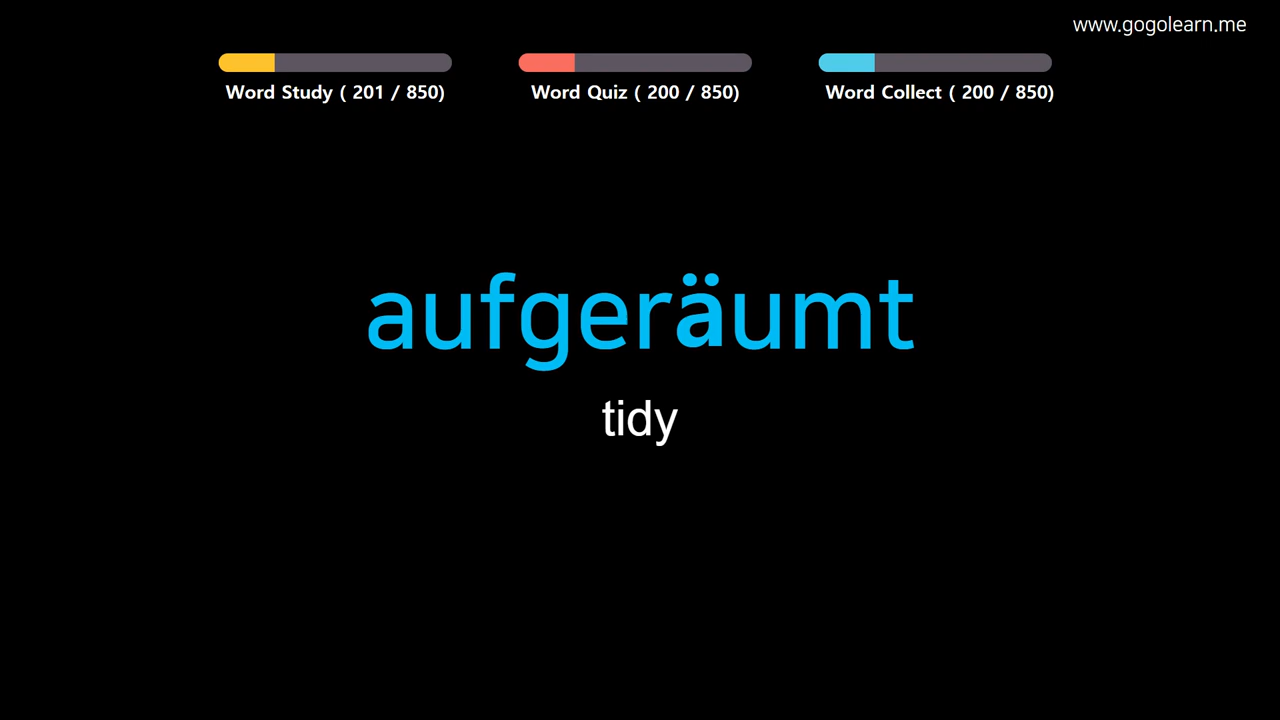 www.gogolearn.me
Word Study ( 201 / 850)
Word Quiz ( 200 / 850)
Word Collect ( 200 / 850)
aufgeräumt
tidy